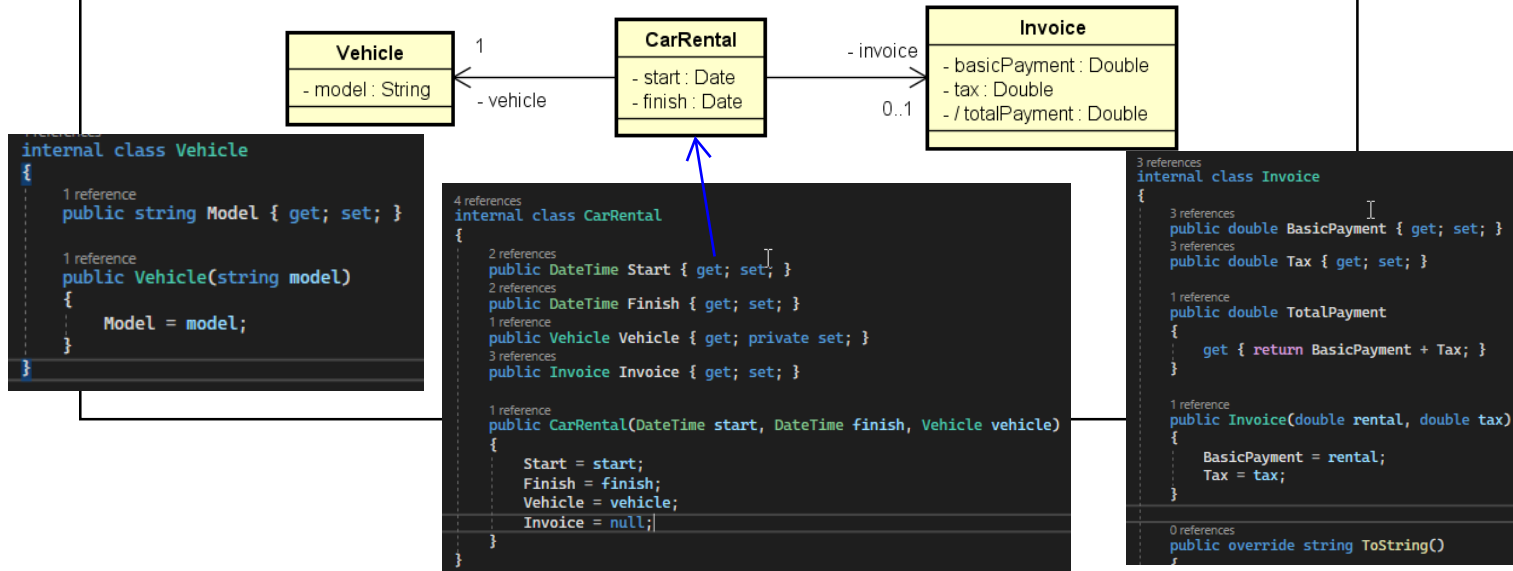 Vehicle
- model : String
1
- vehicle
CarRental
- start : Date
- finish : Date
- invoice
0..1
Invoice
- basicPayment : Double
- tax : Double
- / totalPayment : Double
internal class Vehicle
{
1 reference
public string Model { get; set; }
1 reference
public Vehicle(string model)
{
Model = model;
}
}
4 references
internal class CarRental
{
2 references
public DateTime Start { get; set; }
2 references
public DateTime Finish { get; set; }
1 reference
public Vehicle Vehicle { get; private set; }
3 references
public Invoice Invoice { get; set; }
1 reference
public CarRental(DateTime start, DateTime finish, Vehicle vehicle)
{
Start = start;
Finish = finish;
Vehicle = vehicle;
Invoice = null;
}
}
3 references
internal class Invoice
{
3 references
public double BasicPayment { get; set; }
3 references
public double Tax { get; set; }
1 reference
public double TotalPayment
{
get { return BasicPayment + Tax; }
}
1 reference
public Invoice(double rental, double tax)
{
BasicPayment = rental;
Tax = tax;
}
0 references
public override string ToString()